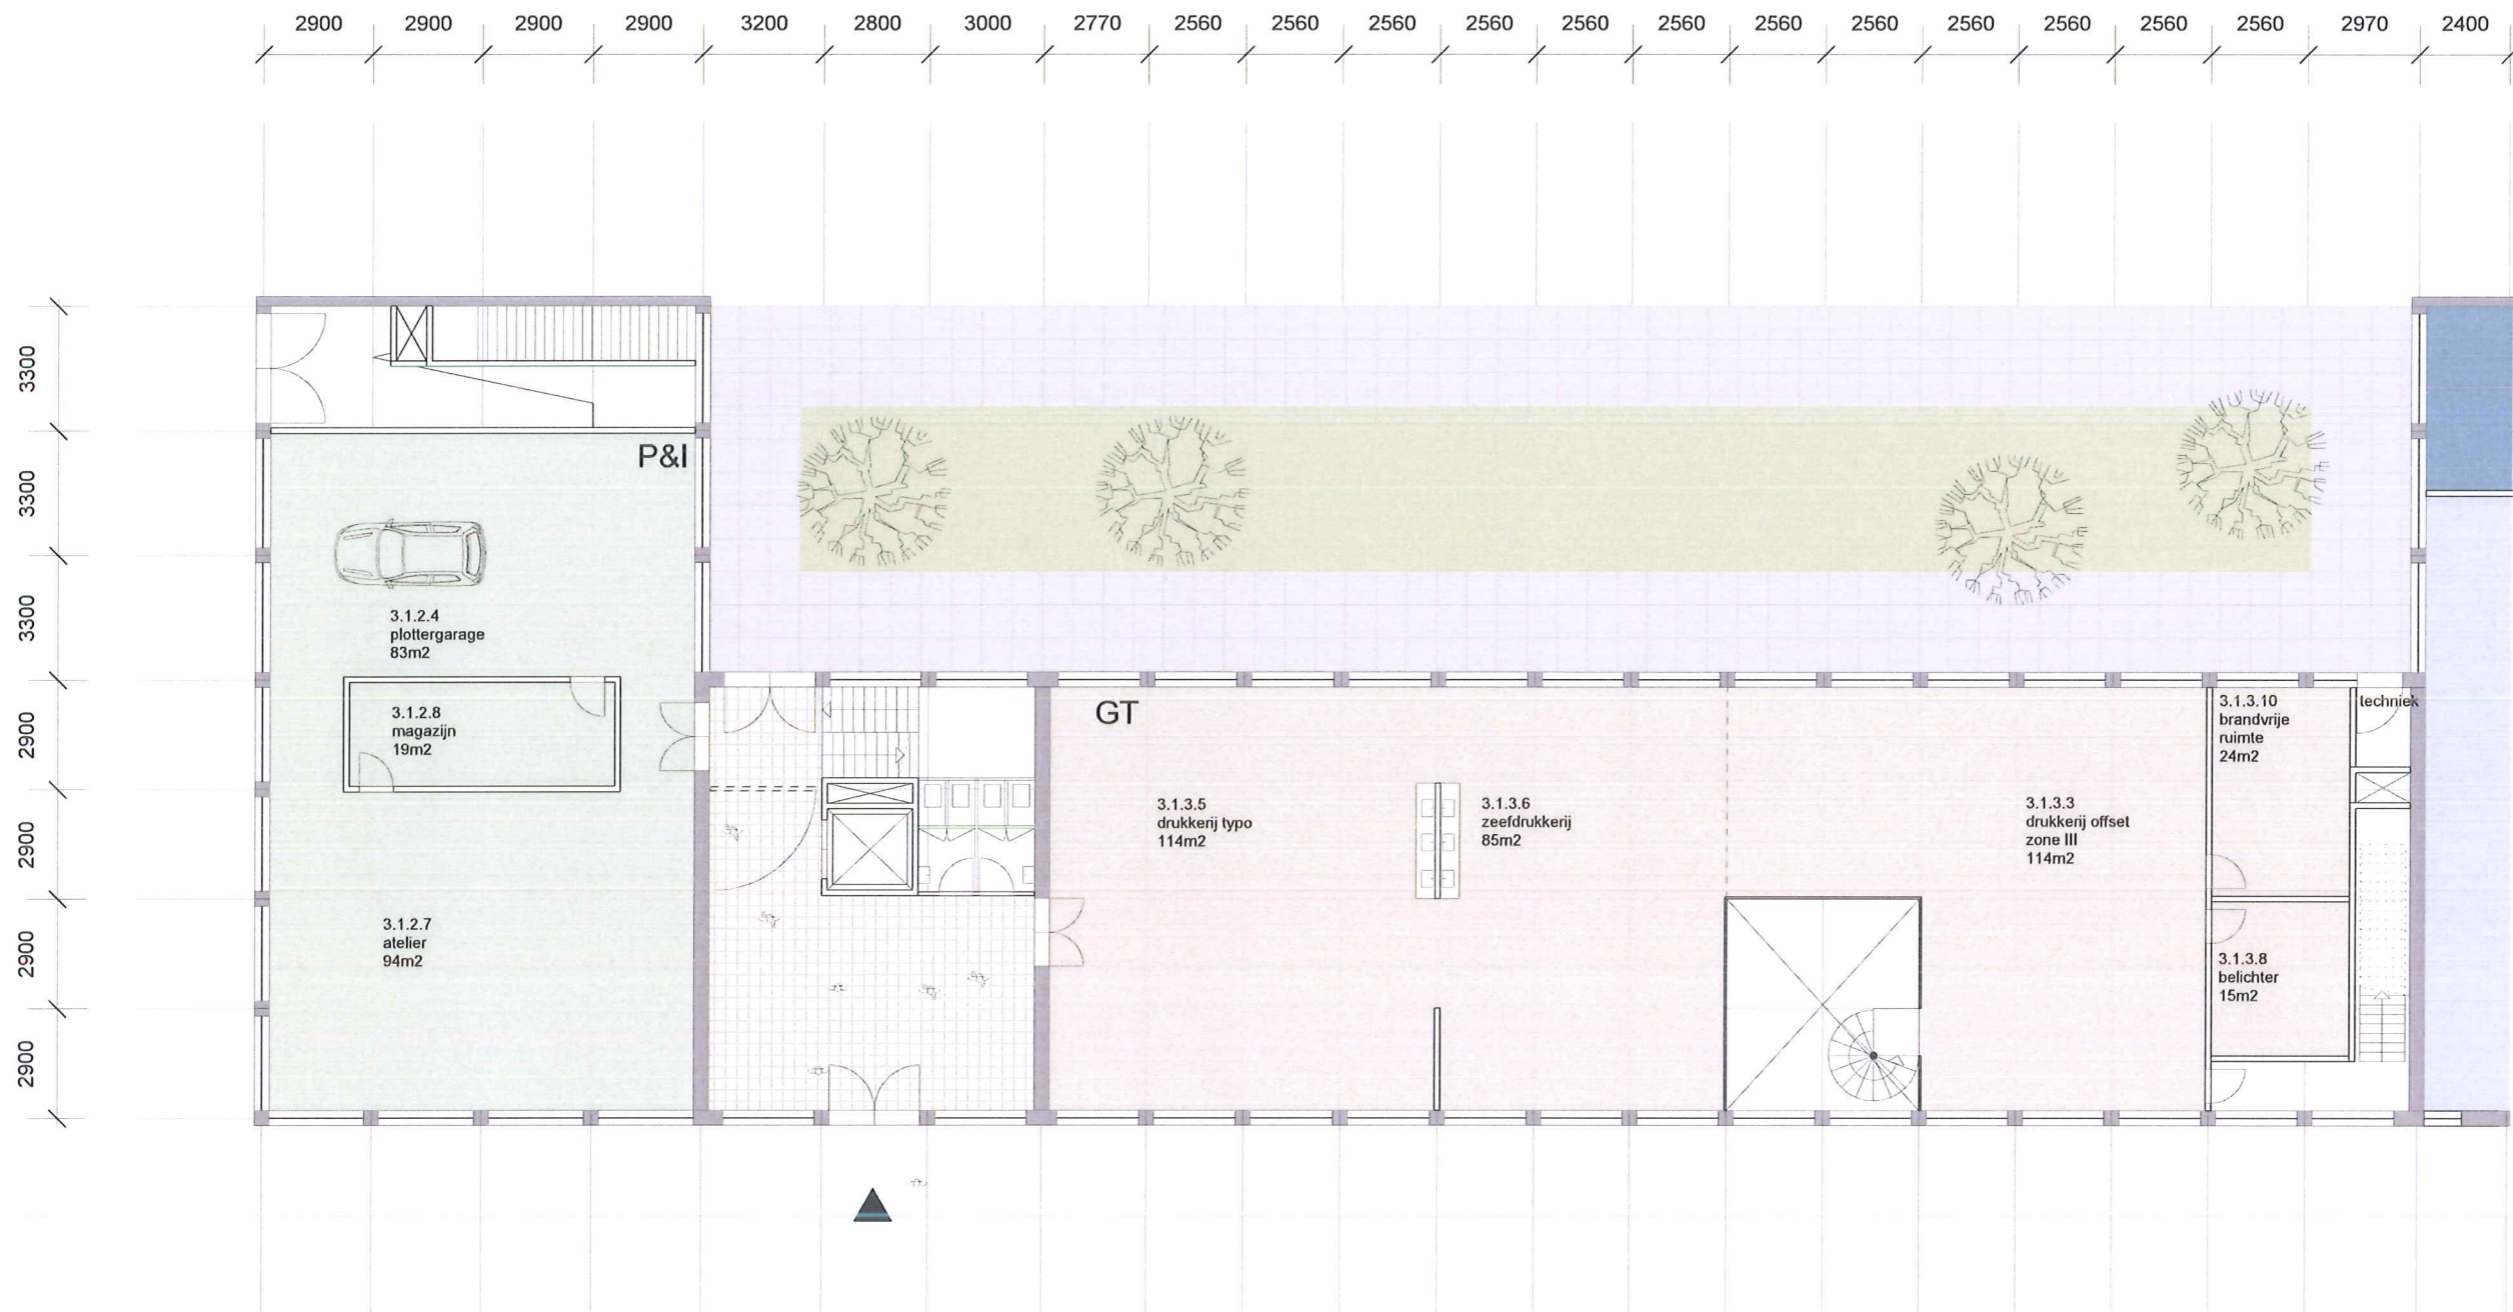 2900 2900 2900 2900 3200 2800 3000 2770 2560 2560 2560 2560 2560 2560 2560 2560 2560 2560 2560 2560 2970 2400
3300
3300
3300
2900
2900
2900
2900
P&I
3.1.2.4
plottergarage
83m2
3.1.2.8
magazijn
19m2
3.1.2.7
atelier
94m2
GT
3.1.3.5
drukkerij typo
114m2
3.1.3.6
zeefdrukkerij
85m2
3.1.3.3
drukkerij offset
zone III
114m2
3.1.3.10
brandvrije
ruimte
24m2
techniek
3.1.3.8
belichter
15m2